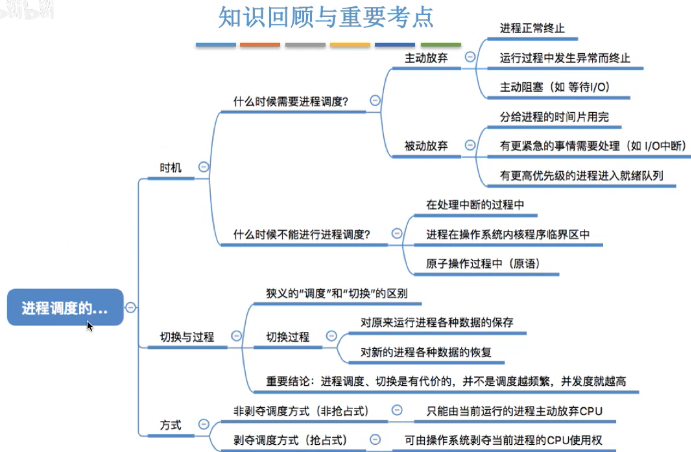 知识回顾与重要考点
进程调度的...
时机
什么时候需要进程调度？
主动放弃
进程正常终止
运行过程中发生异常而终止
主动阻塞（如 等待I/O）
被动放弃
分给进程的时间片用完
有更紧急的事情需要处理（如 I/O中断）
有更高优先级的进程进入就绪队列
什么时候不能进行进程调度？
在处理中断的过程中
进程在操作系统内核程序临界区中
原子操作过程中（原语）
切换与过程
狭义的“调度”和“切换”的区别
切换过程
对原来运行进程各种数据的保存
对新的进程各种数据的恢复
重要结论：进程调度、切换是有代价的，并不是调度越频繁，并发度就越高
方式
非剥夺调度方式（非抢占式）
只能由当前运行的进程主动放弃CPU
剥夺调度方式（抢占式）
可由操作系统剥夺当前进程的CPU使用权